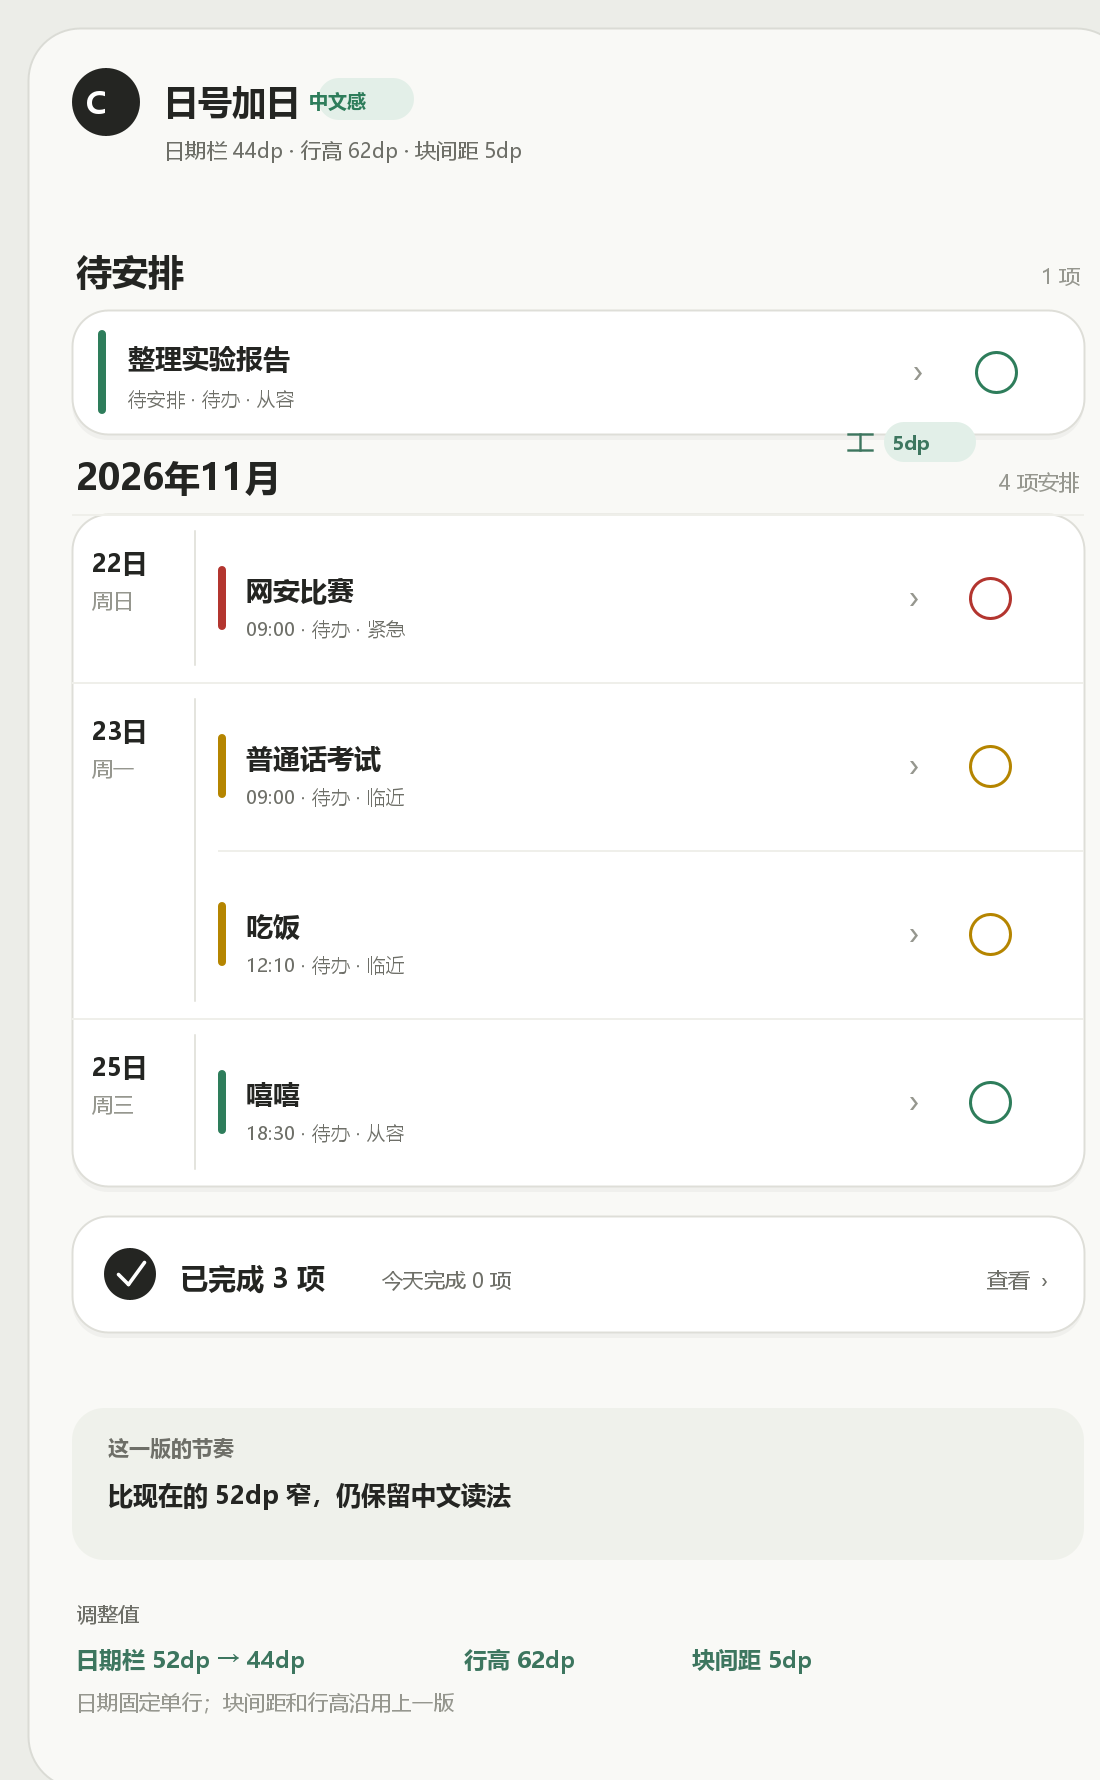 C
日号加日 中文感
日期栏 44dp · 行高 62dp · 块间距 5dp
待安排
1 项
整理实验报告
待安排 · 待办 · 从容
5dp
2026年11月
4 项安排
22日
周日
网安比赛
09:00 · 待办 · 紧急
23日
周一
普通话考试
09:00 · 待办 · 临近
吃饭
12:10 · 待办 · 临近
25日
周三
嘻嘻
18:30 · 待办 · 从容
已完成 3 项 今天完成 0 项 查看 ›
这一版的节奏
比现在的 52dp 窄，仍保留中文读法
调整值
日期栏 52dp → 44dp 行高 62dp 块间距 5dp
日期固定单行；块间距和行高沿用上一版